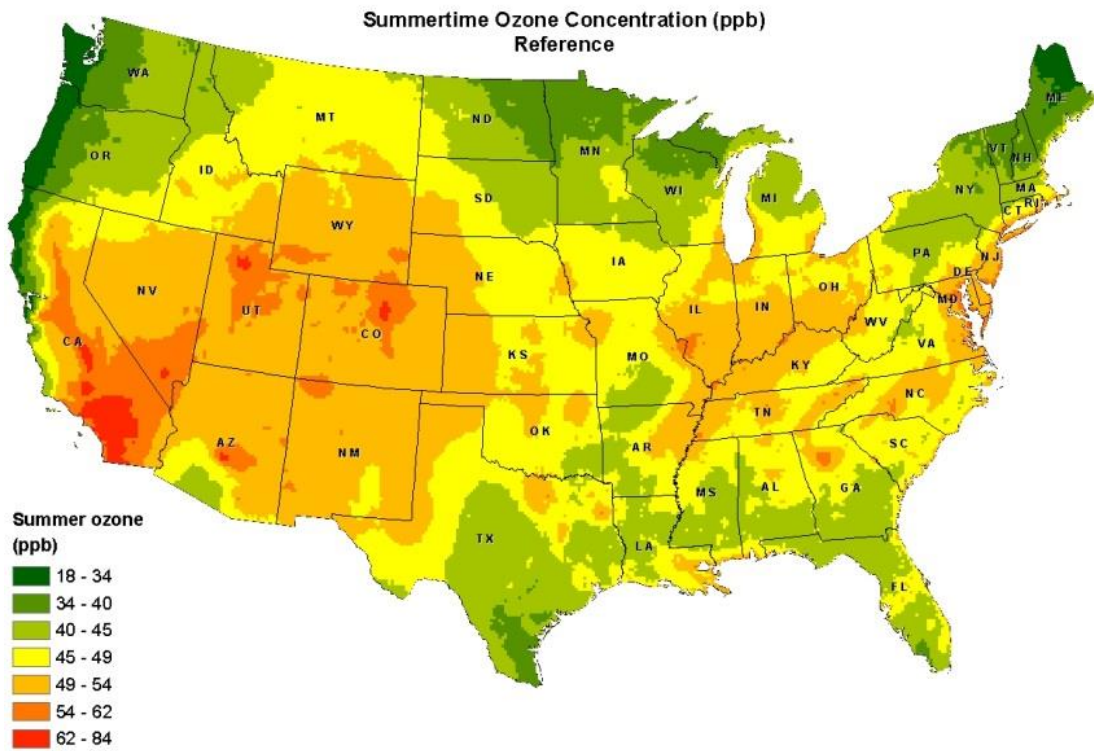 Summertime Ozone Concentration (ppb)
Reference
WA
MT
ND
MN
ME
OR
ID
VT
NH
WI
NY
MA
SD
MI
RI
WY
CT
IA
PA
NE
NJ
NV
OH
DE
UT
IL
IN
MD
CO
WV
CA
KS
MO
VA
KY
NC
TN
OK
AZ
NM
AR
SC
MS
AL
GA
TX
LA
FL
Summer ozone
(ppb)
18 - 34
34 - 40
40 - 45
45 - 49
49 - 54
54 - 62
62 - 84